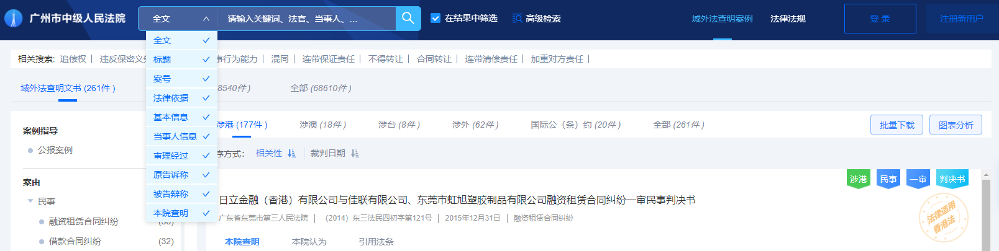 广州市中级人民法院
全文
请输入关键词、法官、当事人、...
在结果中筛选
高级检索
域外法查明案例
法律法规
登 录
注册新用户
全文
标题
案号
法律依据
基本信息
当事人信息
审理经过
原告诉称
被告辩称
本院查明
相关搜索: 追偿权 | 违反保密义务 事行为能力 | 混同 | 连带保证责任 | 不得转让 | 合同转让 | 连带清偿责任 | 加重对方责任 |
域外法查明文书 (261件 ) 8540件 ) 全部 (68610件 )
涉港 (177件 ) 涉澳 (18件 ) 涉台 (8件 ) 涉外 (62件 ) 国际公（条）约 (20件 ) 全部 (261件 )
批量下载
图表分析
序方式： 相关性 裁判日期
案例指导
公报案例
案由
民事
融资租赁合同纠纷
借款合同纠纷 (32)
涉港 民事 一审 判决书
日立金融（香港）有限公司与佳联有限公司、东莞市虹旭塑胶制品有限公司融资租赁合同纠纷一审民事判决书
广东省东莞市第三人民法院 | （2014）东三法民四初字第121号 | 2015年12月31日 | 融资租赁合同纠纷
法律适用
香港法
本院查明 本院认为 引用法条